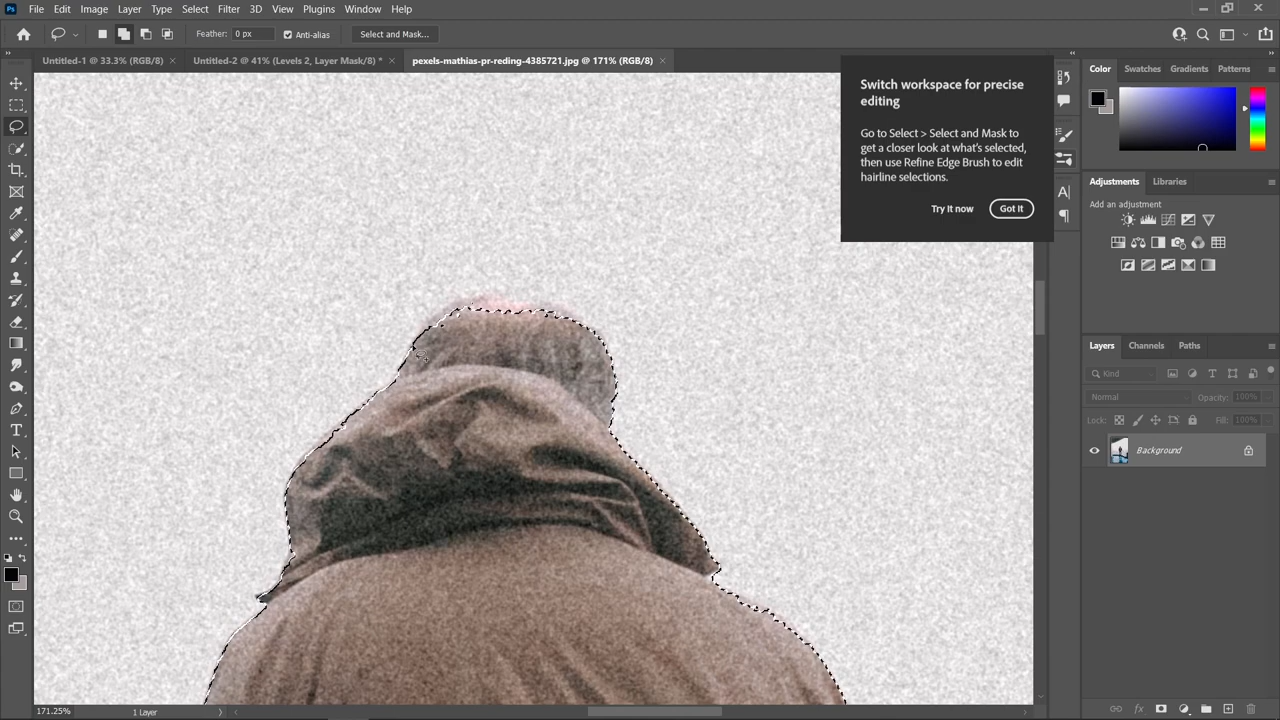 Ps File Edit Image Layer Type Select Filter 3D View Plugins Window Help
Feather: 0 px Anti-alias Select and Mask...
Untitled-1 @ 33.3% (RGB/8) × Untitled-2 @ 41% (Levels 2, Layer Mask/8) * × pexels-mathias-pr-reding-4385721.jpg @ 171% (RGB/8) ×
Switch workspace for precise
editing
Go to Select > Select and Mask to
get a closer look at what's selected,
then use Refine Edge Brush to edit
hairline selections.
Try it now Got it
Color Swatches Gradients Patterns
Adjustments Libraries
Add an adjustment
Layers Channels Paths
Kind
Normal Opacity: 100%
Lock: Fill: 100%
Background
171.25% 1 Layer